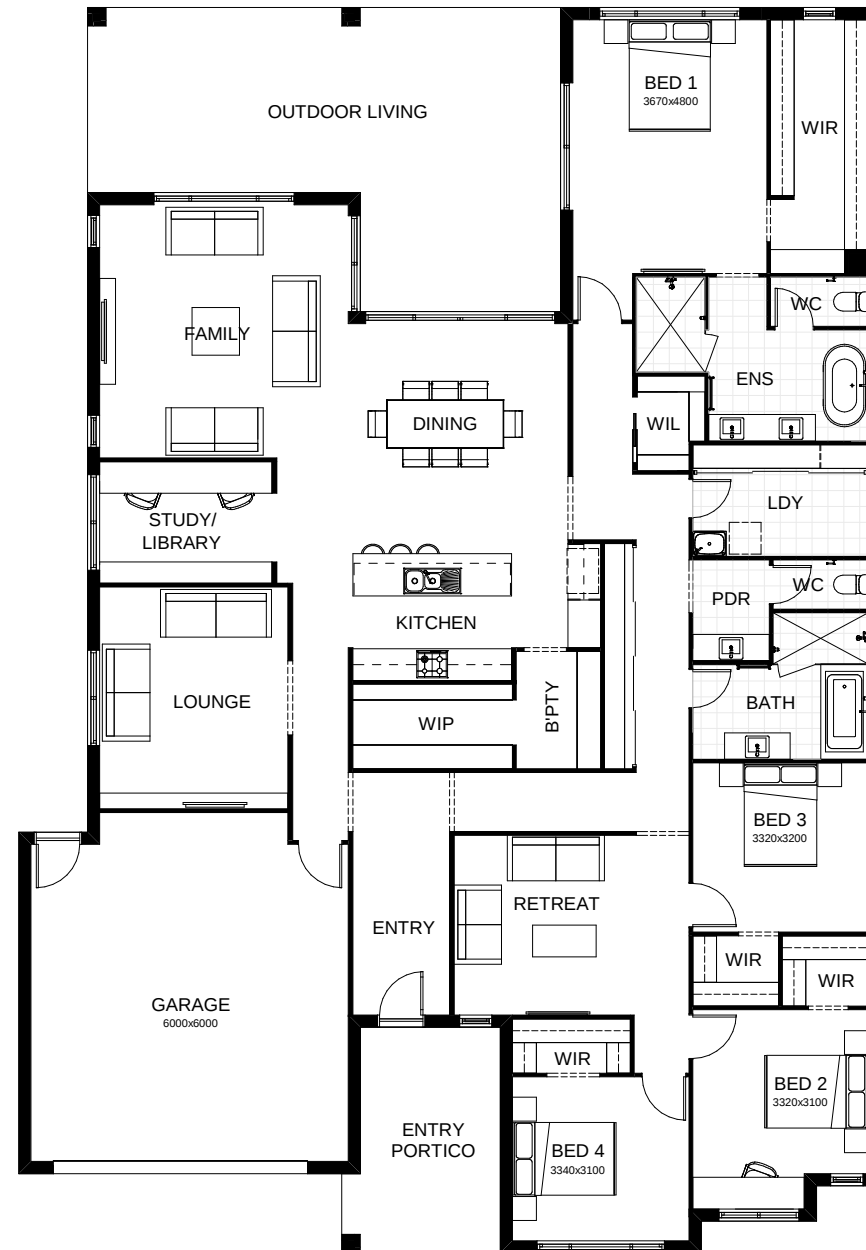 OUTDOOR LIVING
BED 1
3670x4800
WIR
WC
FAMILY
ENS
DINING
WIL
LDY
STUDY/
LIBRARY
PDR
WC
KITCHEN
LOUNGE
WIP
B'PTY
BATH
BED 3
3320x3200
RETREAT
ENTRY
WIR
WIR
GARAGE
6000x6000
WIR
BED 2
3320x3100
ENTRY
PORTICO
BED 4
3340x3100